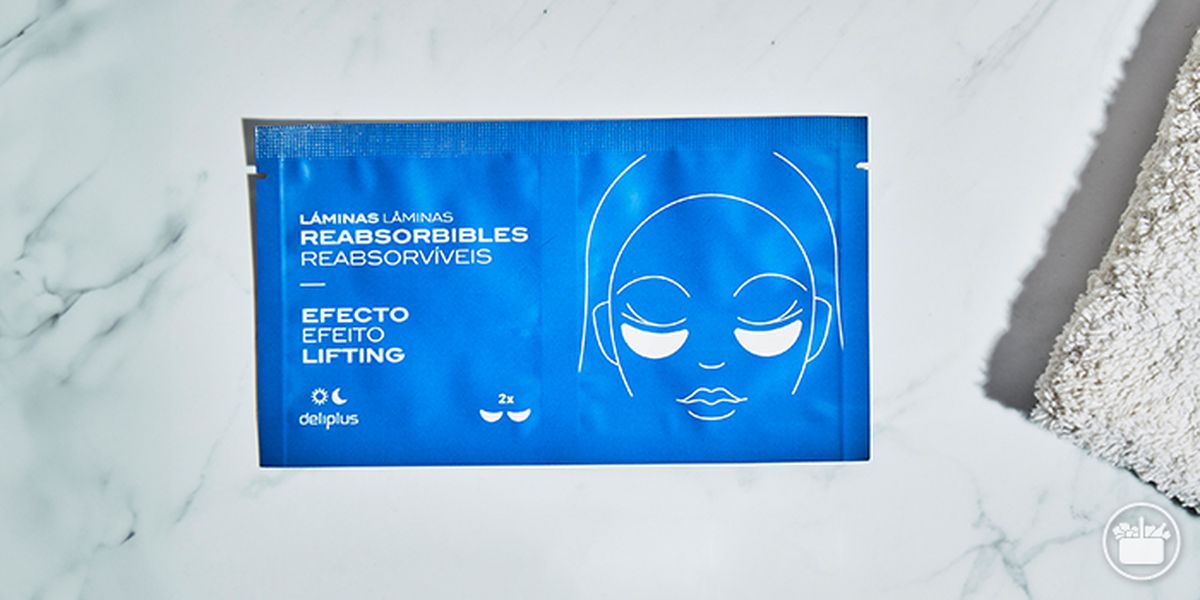 LÁMINAS LÂMINAS
REABSORBIBLES
REABSORVÍVEIS
EFECTO
EFEITO
LIFTING
deliplus
2x